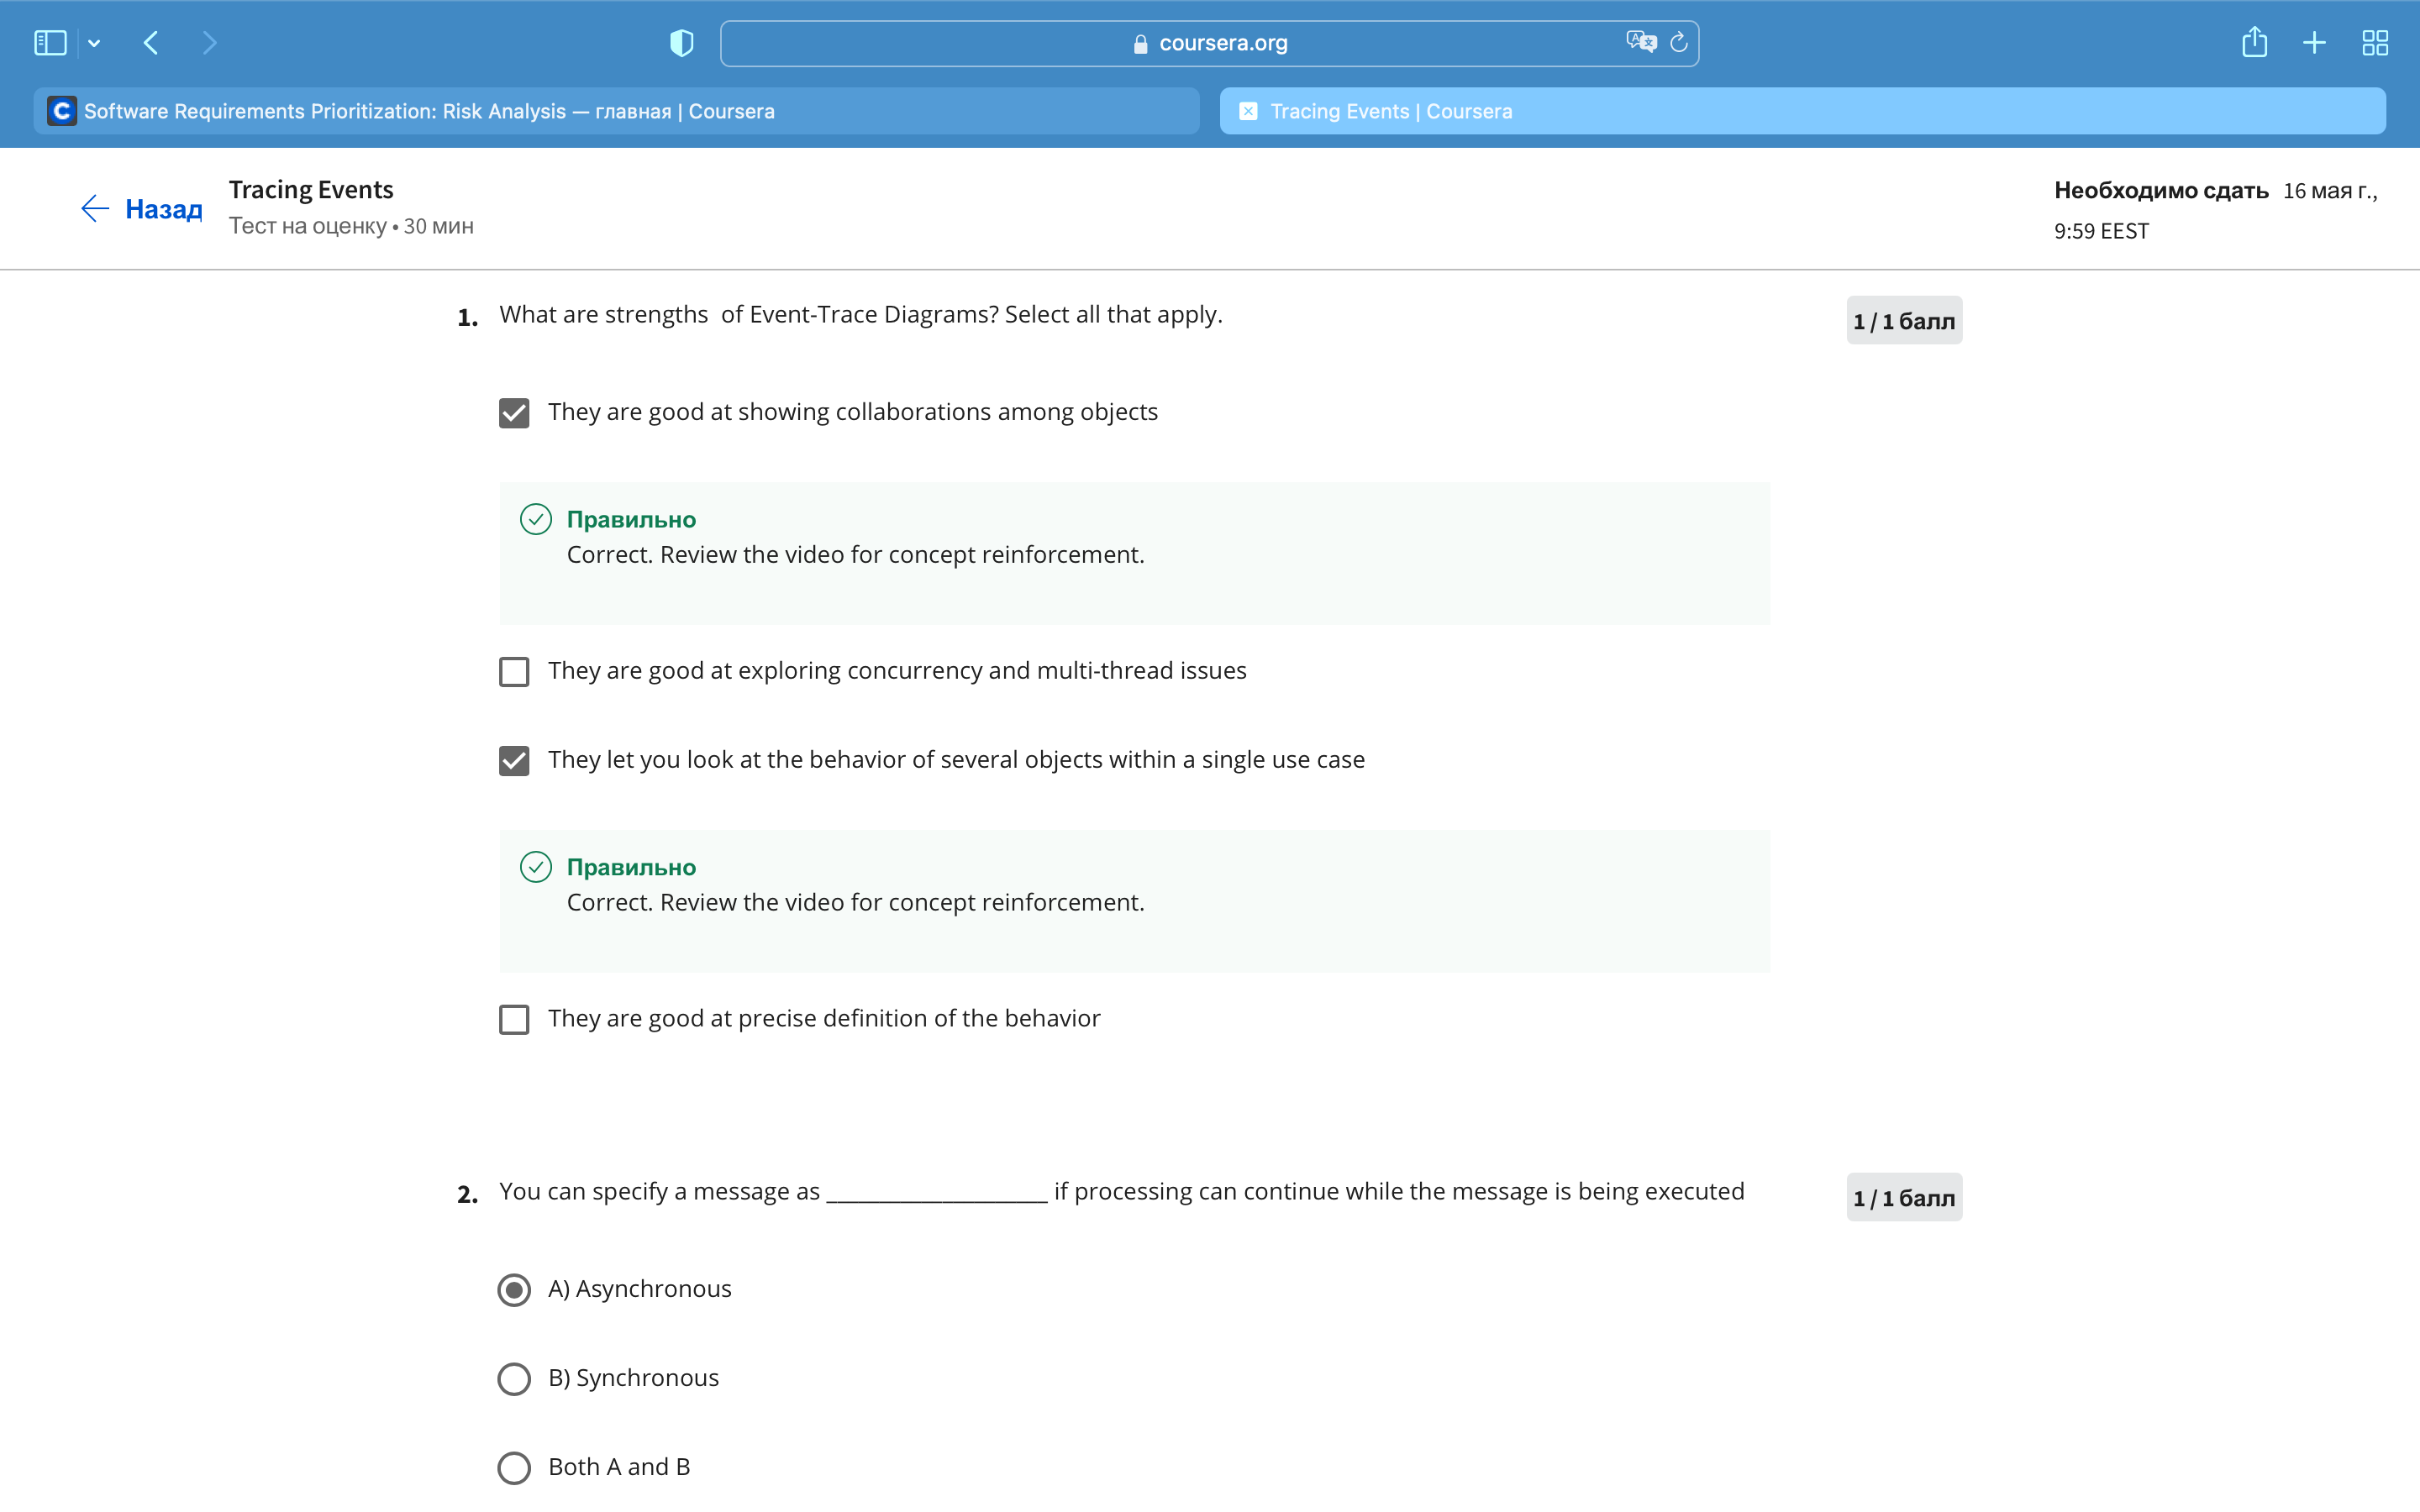 coursera.org
Software Requirements Prioritization: Risk Analysis — главная | Coursera
Tracing Events | Coursera
Назад
Tracing Events
Тест на оценку • 30 мин
Необходимо сдать 16 мая г.,
9:59 EEST
1. What are strengths  of Event-Trace Diagrams? Select all that apply.
1 / 1 балл
They are good at showing collaborations among objects
Правильно
Correct. Review the video for concept reinforcement.
They are good at exploring concurrency and multi-thread issues
They let you look at the behavior of several objects within a single use case
Правильно
Correct. Review the video for concept reinforcement.
They are good at precise definition of the behavior
2. You can specify a message as __________________ if processing can continue while the message is being executed
1 / 1 балл
A) Asynchronous
B) Synchronous
Both A and B